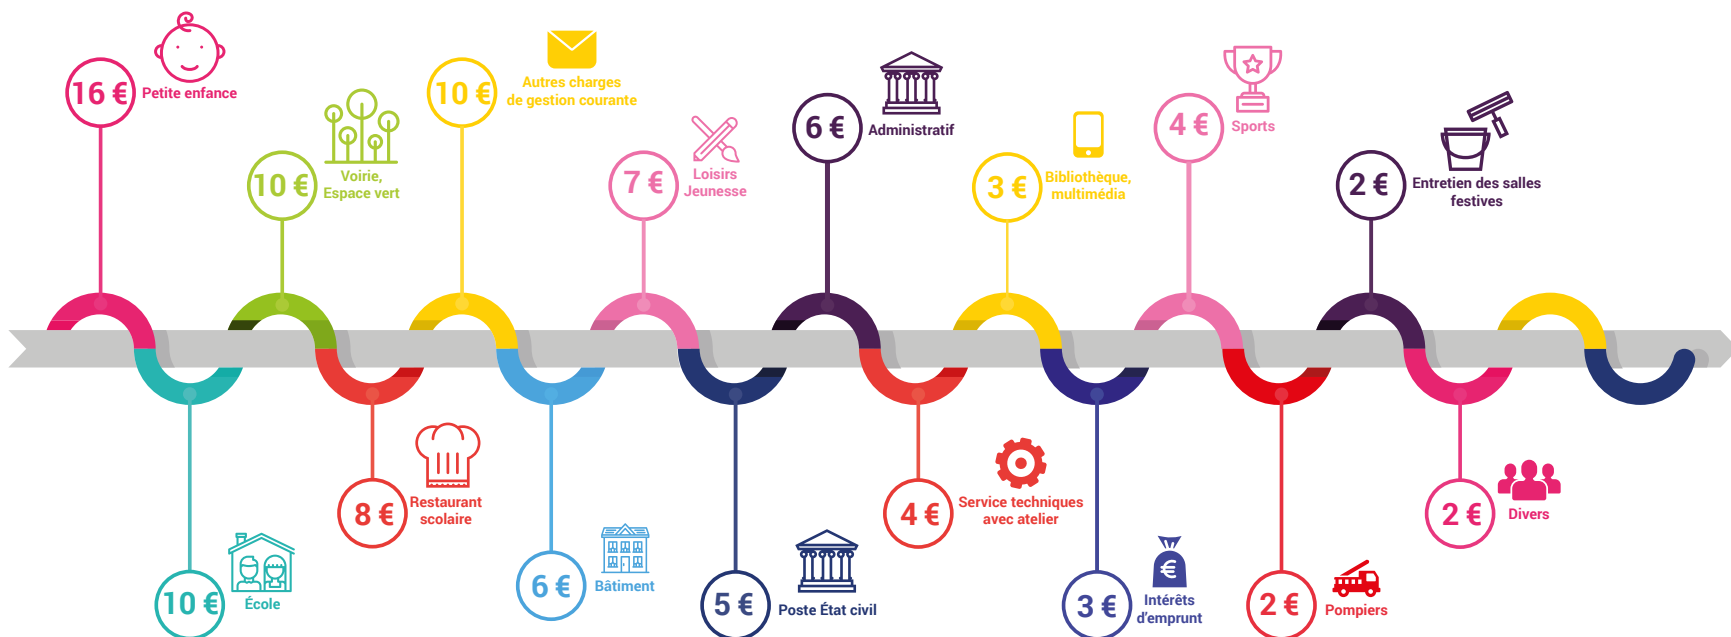 16 €
Petite enfance
10 €
École
10 €
Voirie,
Espace vert
8 €
Restaurant
scolaire
10 €
Autres charges
de gestion courante
6 €
Bâtiment
7 €
Loisirs
Jeunesse
5 €
Poste État civil
6 €
Administratif
4 €
Service techniques
avec atelier
3 €
Bibliothèque,
multimédia
3 €
€
Intérêts
d'emprunt
4 €
Sports
2 €
Pompiers
2 €
Entretien des salles
festives
2 €
Divers